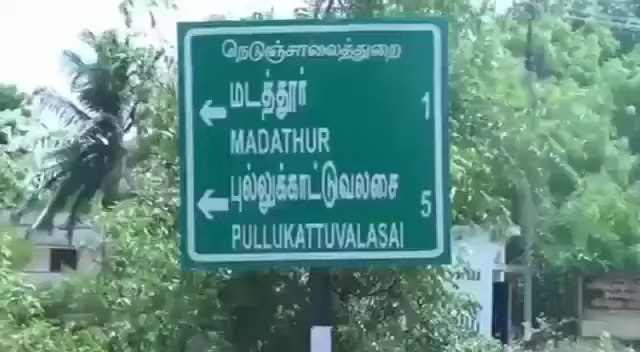 நெடுஞ்சாலைத்துறை
மடத்தூர் 1
MADATHUR
புல்லுக்காட்டுவலசை 5
PULLUKATTUVALASAI